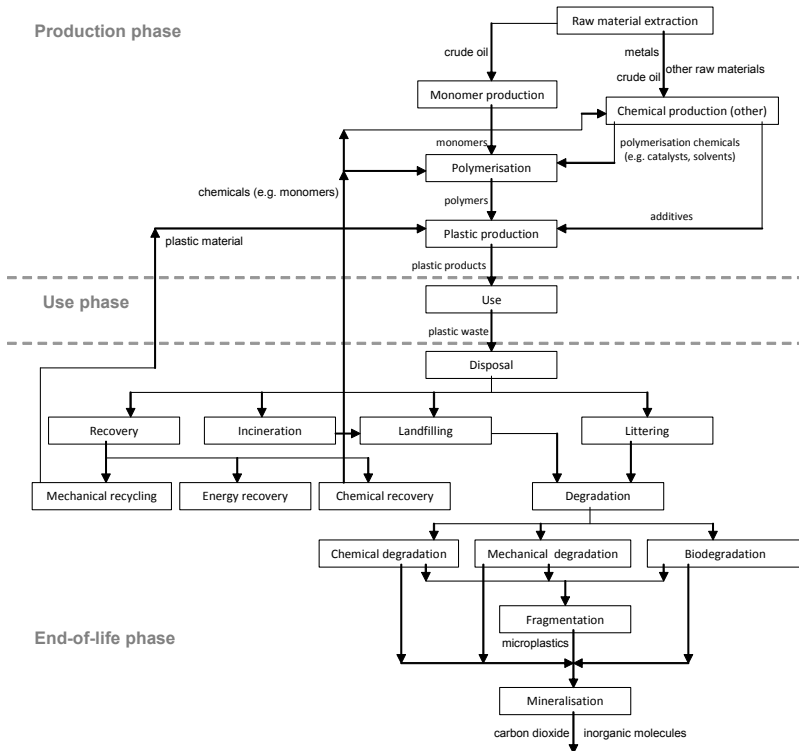 Production phase
Raw material extraction
crude oil
metals
other raw materials
crude oil
Monomer production
Chemical production (other)
monomers
polymerisation chemicals
(e.g. catalysts, solvents)
Polymerisation
chemicals (e.g. monomers)
polymers
additives
plastic material
Plastic production
plastic products
Use phase
Use
plastic waste
Disposal
Recovery
Incineration
Landfilling
Littering
Mechanical recycling
Energy recovery
Chemical recovery
Degradation
Chemical degradation
Mechanical degradation
Biodegradation
Fragmentation
End-of-life phase
microplastics
Mineralisation
carbon dioxide
inorganic molecules